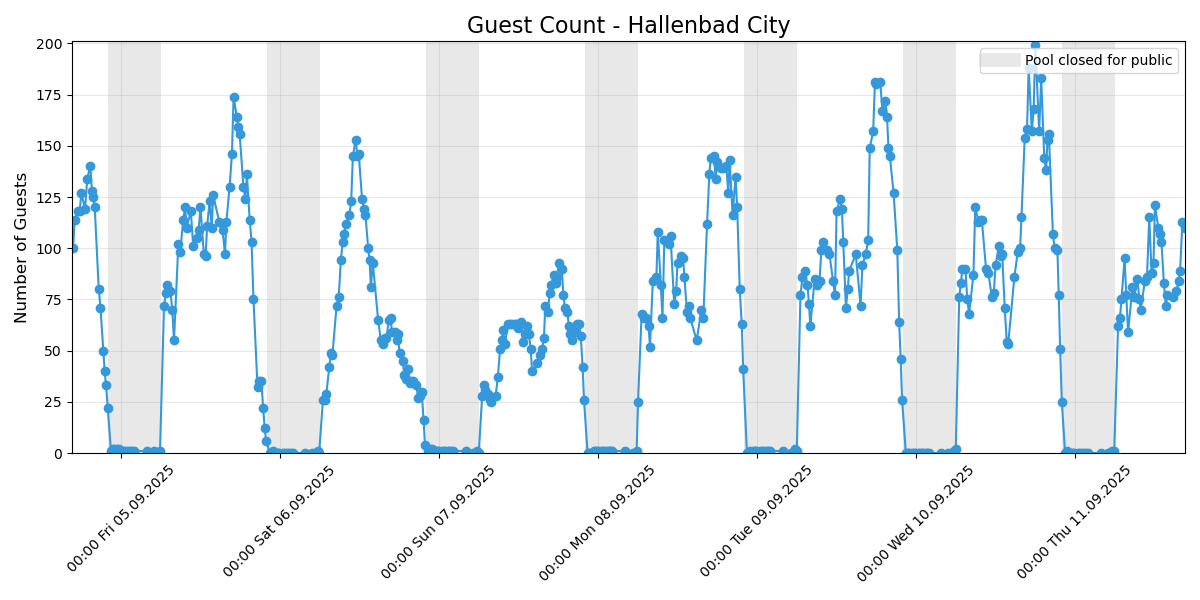 Guest Count - Hallenbad City
Pool closed for public
Number of Guests
200
175
150
125
100
75
50
25
0
00:00 Fri 05.09.2025
00:00 Sat 06.09.2025
00:00 Sun 07.09.2025
00:00 Mon 08.09.2025
00:00 Tue 09.09.2025
00:00 Wed 10.09.2025
00:00 Thu 11.09.2025